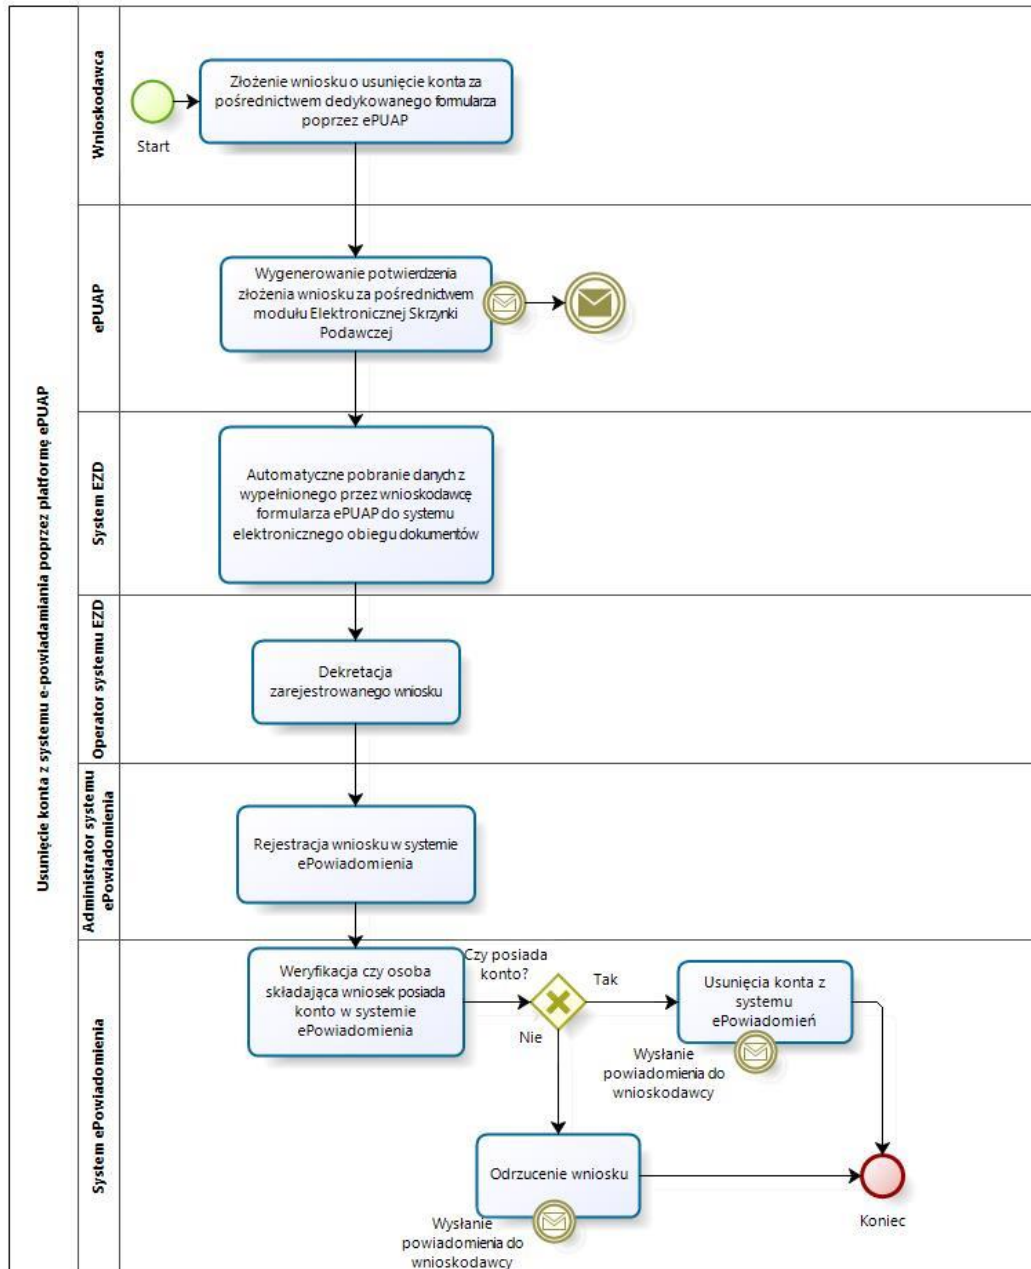 Usunięcie konta z systemu e-powiadamiania poprzez platformę ePUAP
Wnioskodawca
Start
Złożenie wniosku o usunięcie konta za
pośrednictwem dedykowanego formularza
poprzez ePUAP
ePUAP
Wygenerowanie potwierdzenia
złożenia wniosku za pośrednictwem
modułu Elektronicznej Skrzynki
Podawczej
System EZD
Automatyczne pobranie danych z
wypełnionego przez wnioskodawcę
formularza ePUAP do systemu
elektronicznego obiegu dokumentów
Operator systemu EZD
Dekretacja
zarejestrowanego wniosku
Administrator systemu
ePowiadomienia
Rejestracja wniosku w systemie
ePowiadomienia
System ePowiadomienia
Weryfikacja czy osoba
składająca wniosek posiada
konto w systemie
ePowiadomienia
Czy posiada
konto?
Tak
Nie
Usunięcia konta z
systemu
ePowiadomień
Wysłanie
powiadomienia do
wnioskodawcy
Odrzucenie wniosku
Wysłanie
powiadomienia do
wnioskodawcy
Koniec